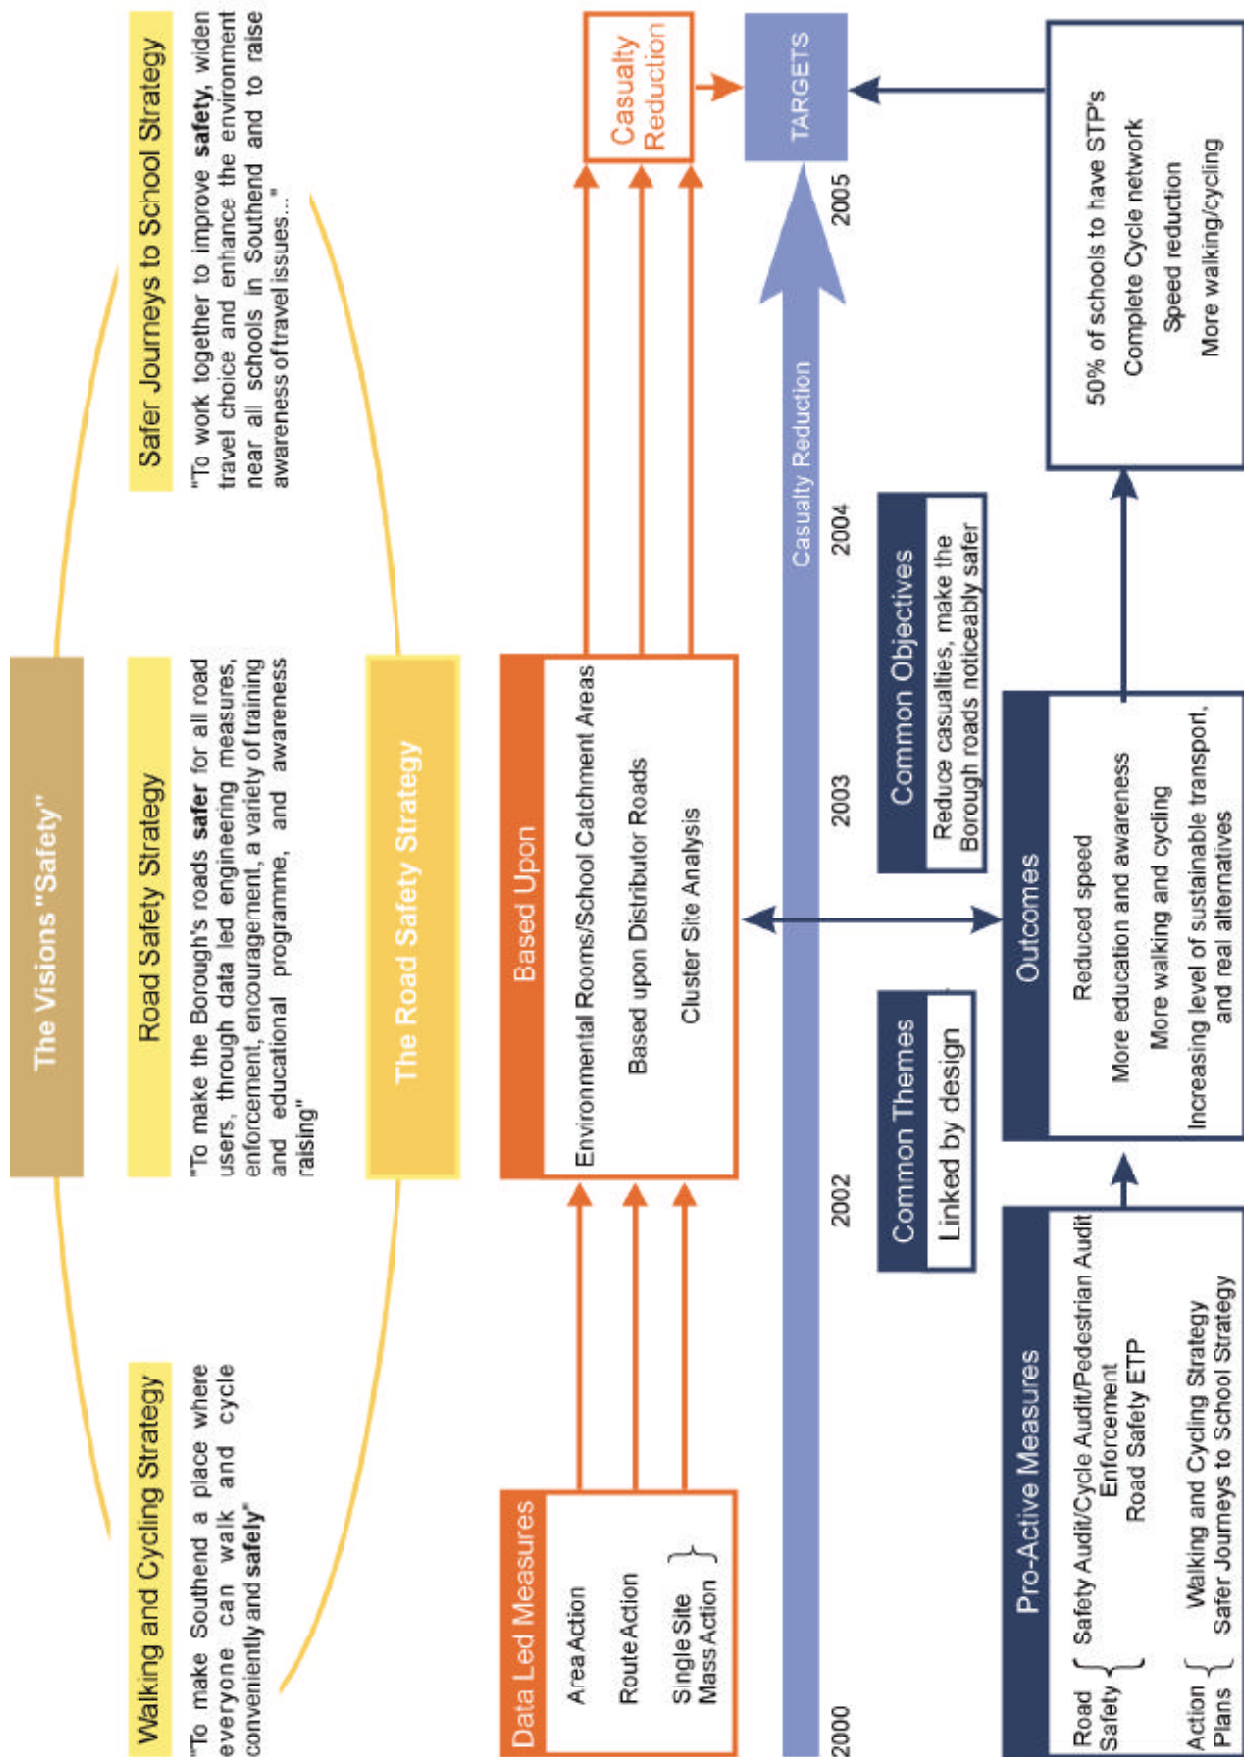 The Visions "Safety"
Walking and Cycling Strategy
"To make Southend a place where
everyone can walk and cycle
conveniently and safely"
Road Safety Strategy
"To make the Borough's roads safer for all road
users, through data led engineering measures,
enforcement, encouragement, a variety of training
and educational programme, and awareness
raising"
Safer Journeys to School Strategy
"To work together to improve safety, widen
travel choice and enhance the environment
near all schools in Southend and to raise
awareness of travel issues..."
The Road Safety Strategy
Data Led Measures
Area Action
Route Action
Single Site
Mass Action
Based Upon
Environmental Rooms/School Catchment Areas
Based upon Distributor Roads
Cluster Site Analysis
Casualty
Reduction
Casualty Reduction
TARGETS
2000
2002
2003
2004
2005
Common Themes
Linked by design
Common Objectives
Reduce casualties, make the
Borough roads noticeably safer
Pro-Active Measures
Road
Safety
Safety Audit/Cycle Audit/Pedestrian Audit
Enforcement
Road Safety ETP
Action
Plans
Walking and Cycling Strategy
Safer Journeys to School Strategy
Outcomes
Reduced speed
More education and awareness
More walking and cycling
Increasing level of sustainable transport,
and real alternatives
50% of schools to have STP's
Complete Cycle network
Speed reduction
More walking/cycling